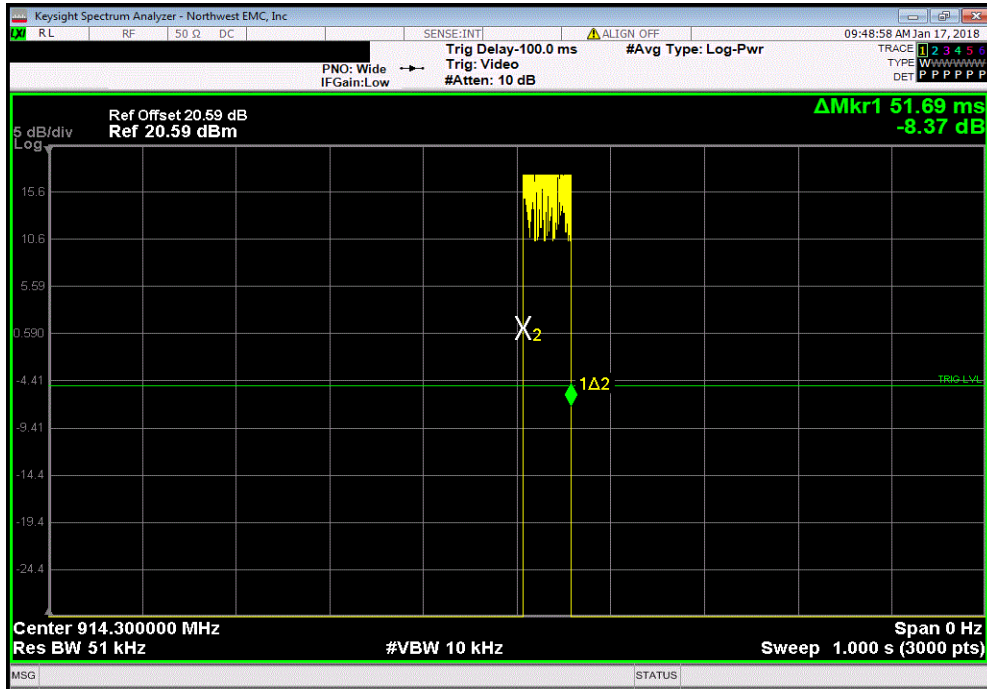 Keysight Spectrum Analyzer - Northwest EMC, Inc
LXI RL RF 50 Ω DC SENSE:INT ALIGN OFF 09:48:58 AM Jan 17, 2018
Trig Delay-100.0 ms #Avg Type: Log-Pwr TRACE 1 2 3 4 5 6
PNO: Wide Trig: Video TYPE WWWWWW
IFGain:Low #Atten: 10 dB DET P P P P P P
ΔMkr1 51.69 ms
-8.37 dB
Ref Offset 20.59 dB
5 dB/div Ref 20.59 dBm
Log
15.6
10.6
5.59
0.590
X2
-4.41
1Δ2
TRIG LVL
-9.41
-14.4
-19.4
-24.4
Center 914.300000 MHz Span 0 Hz
Res BW 51 kHz #VBW 10 kHz Sweep 1.000 s (3000 pts)
MSG STATUS